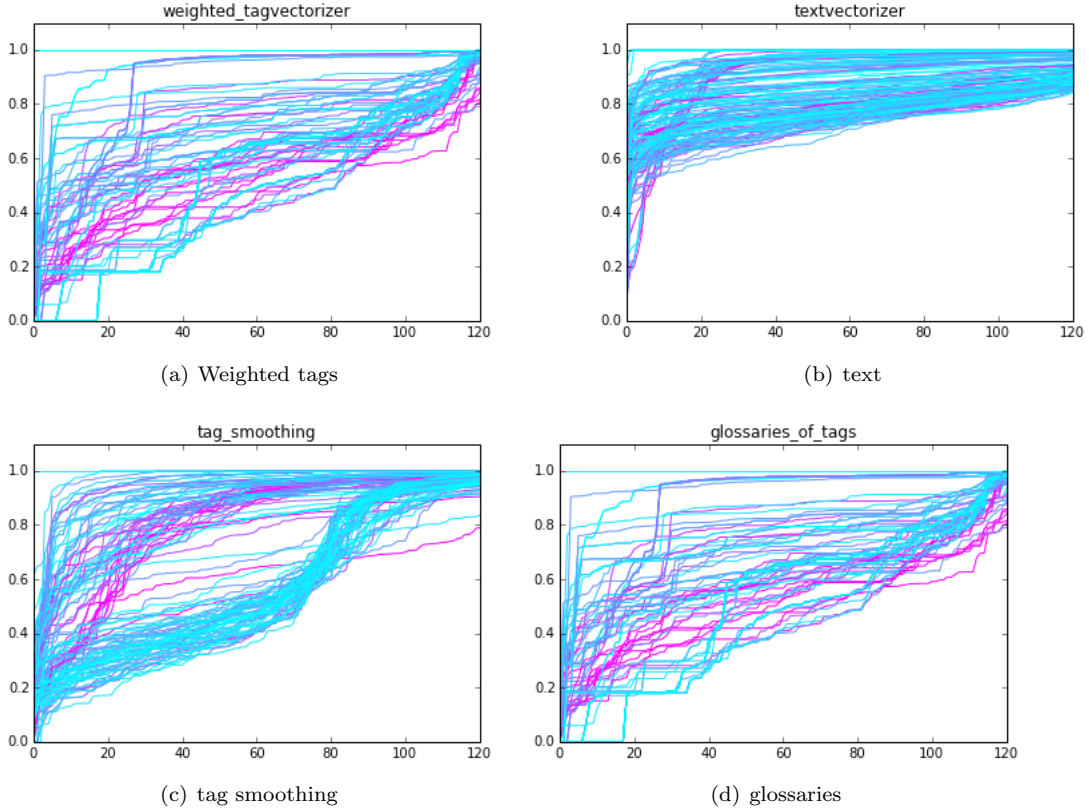 weighted_tagvectorizer
1.0
0.8
0.6
0.4
0.2
0.0
0 20 40 60 80 100 120
(a) Weighted tags
textvectorizer
1.0
0.8
0.6
0.4
0.2
0.0
0 20 40 60 80 100 120
(b) text
tag_smoothing
1.0
0.8
0.6
0.4
0.2
0.0
0 20 40 60 80 100 120
(c) tag smoothing
glossaries_of_tags
1.0
0.8
0.6
0.4
0.2
0.0
0 20 40 60 80 100 120
(d) glossaries